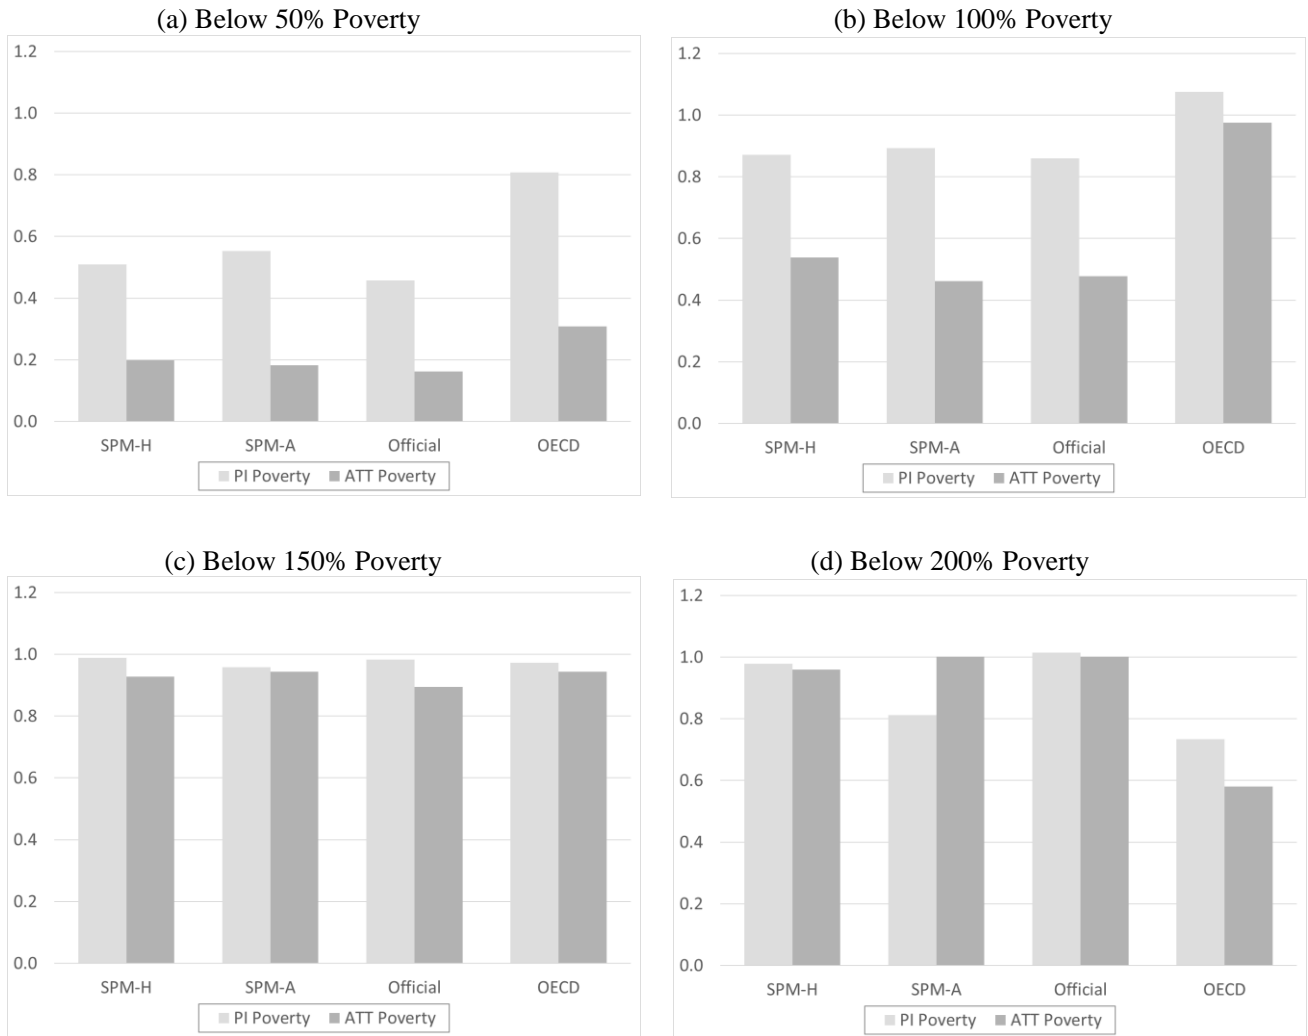 (a) Below 50% Poverty
1.2
1.0
0.8
0.6
0.4
0.2
0.0
SPM-H SPM-A Official OECD
PI Poverty ATT Poverty
(b) Below 100% Poverty
1.2
1.0
0.8
0.6
0.4
0.2
0.0
SPM-H SPM-A Official OECD
PI Poverty ATT Poverty
(c) Below 150% Poverty
1.2
1.0
0.8
0.6
0.4
0.2
0.0
SPM-H SPM-A Official OECD
PI Poverty ATT Poverty
(d) Below 200% Poverty
1.2
1.0
0.8
0.6
0.4
0.2
0.0
SPM-H SPM-A Official OECD
PI Poverty ATT Poverty